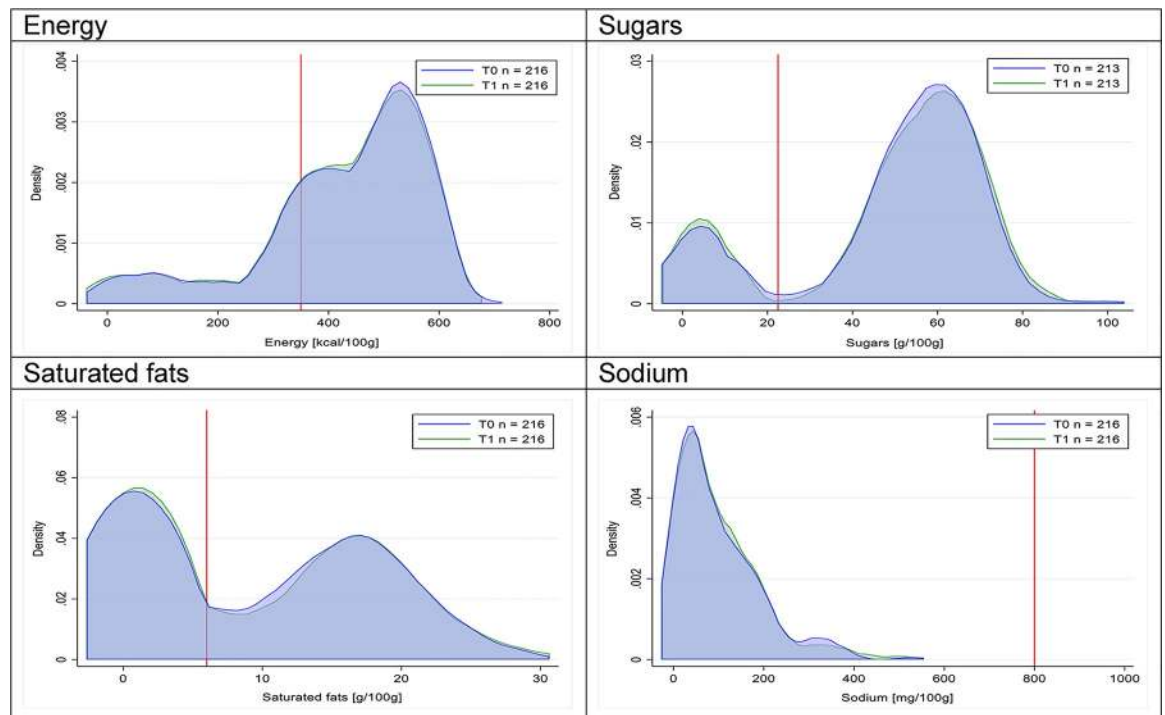 Energy
.004
.003
.002
.001
0
Density
T0 n = 216
T1 n = 216
0 200 400 600 800
Energy [kcal/100g]
Sugars
.03
.02
.01
0
Density
T0 n = 213
T1 n = 213
0 20 40 60 80 100
Sugars [g/100g]
Saturated fats
.08
.06
.04
.02
0
Density
T0 n = 216
T1 n = 216
0 10 20 30
Saturated fats [g/100g]
Sodium
.006
.004
.002
0
Density
T0 n = 216
T1 n = 216
0 200 400 600 800 1000
Sodium [mg/100g]